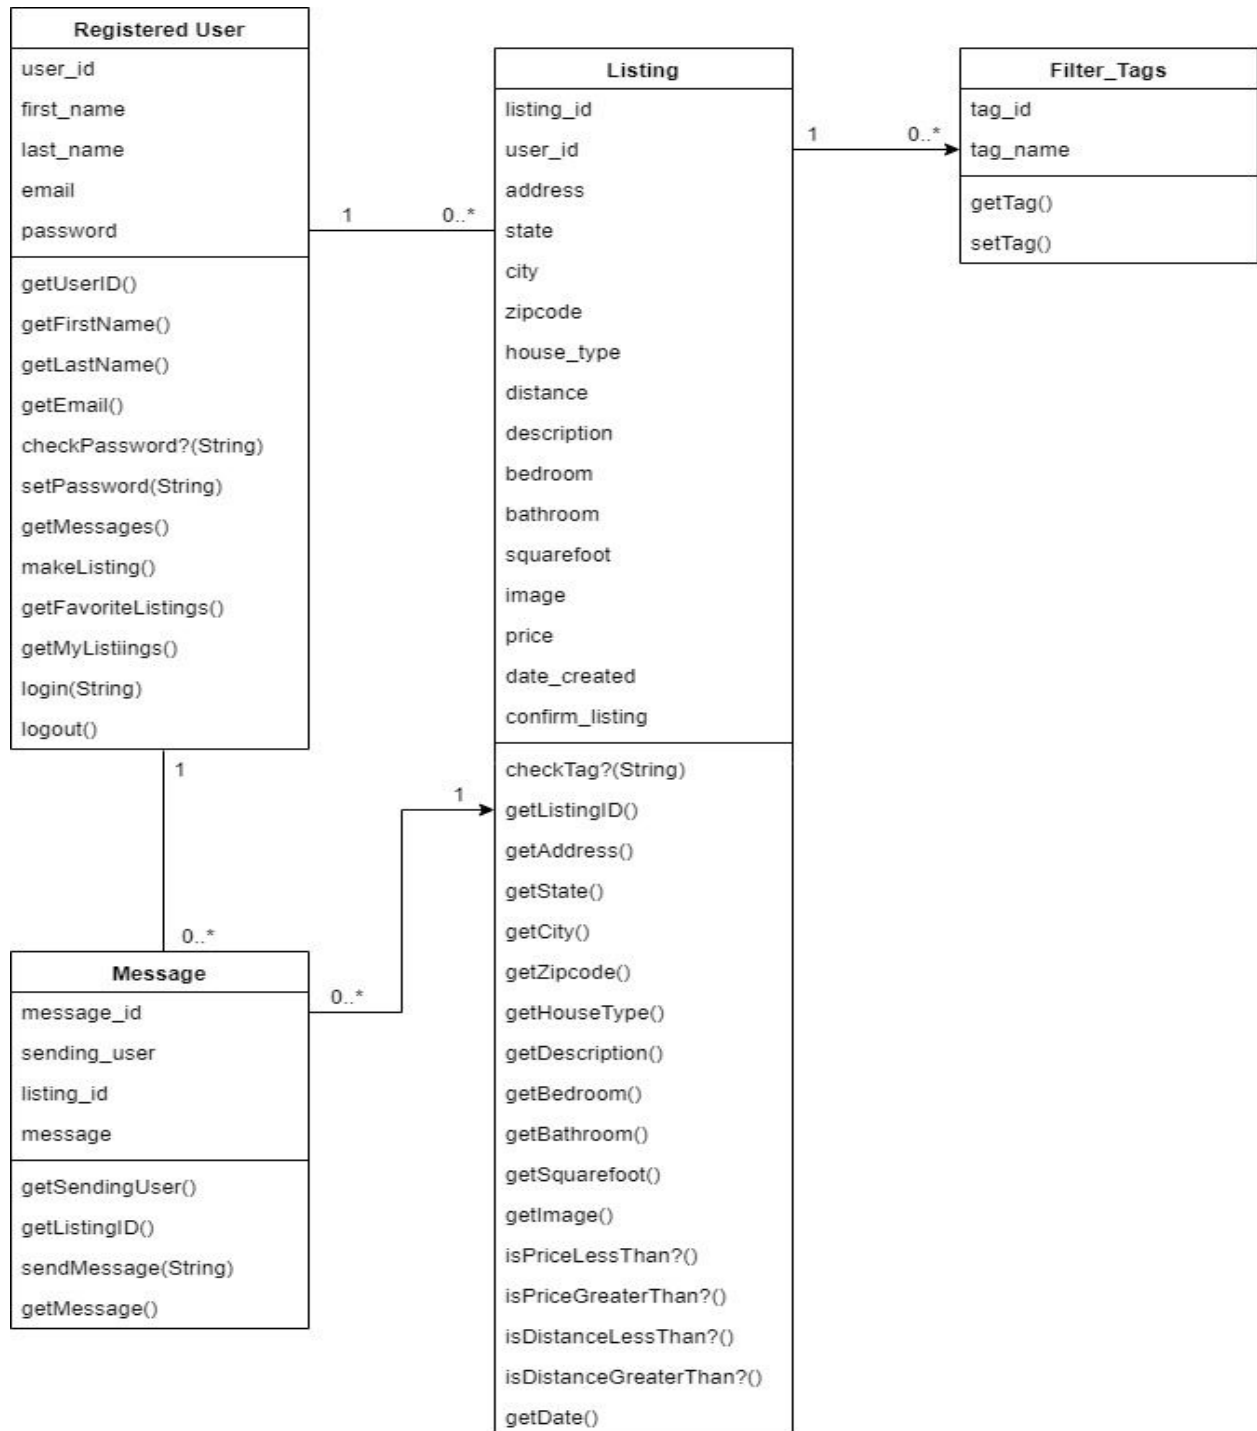 Registered User
user_id
first_name
last_name
email
password
getUserID()
getFirstName()
getLastName()
getEmail()
checkPassword?(String)
setPassword(String)
getMessages()
makeListing()
getFavoriteListings()
getMyListiings()
login(String)
logout()
1
0..*
1
0..*
Message
message_id
sending_user
listing_id
message
getSendingUser()
getListingID()
sendMessage(String)
getMessage()
0..*
1
Listing
listing_id
user_id
address
state
city
zipcode
house_type
distance
description
bedroom
bathroom
squarefoot
image
price
date_created
confirm_listing
checkTag?(String)
getListingID()
getAddress()
getState()
getCity()
getZipcode()
getHouseType()
getDescription()
getBedroom()
getBathroom()
getSquarefoot()
getImage()
isPriceLessThan?()
isPriceGreaterThan?()
isDistanceLessThan?()
isDistanceGreaterThan?()
getDate()
1
0..*
Filter_Tags
tag_id
tag_name
getTag()
setTag()